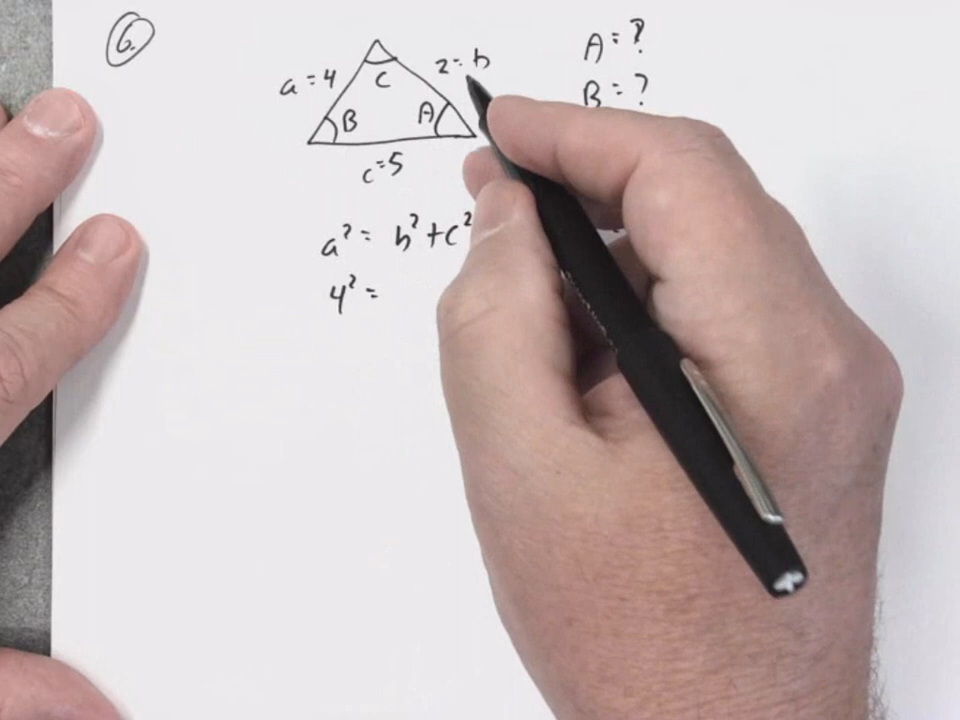 6.
a = 4
2 = b
C
B
A
c = 5
A = ?
B = ?
a² = b² + c²
4² =